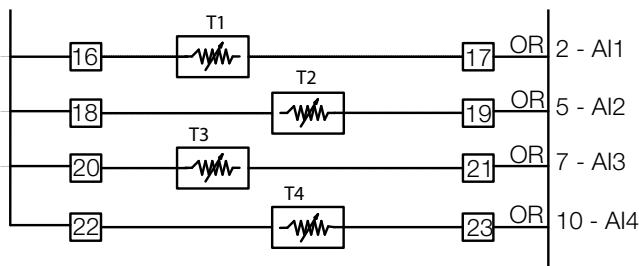 T1
16 17 OR 2 - AI1
T2
18 19 OR 5 - AI2
T3
20 21 OR 7 - AI3
T4
22 23 OR 10 - AI4